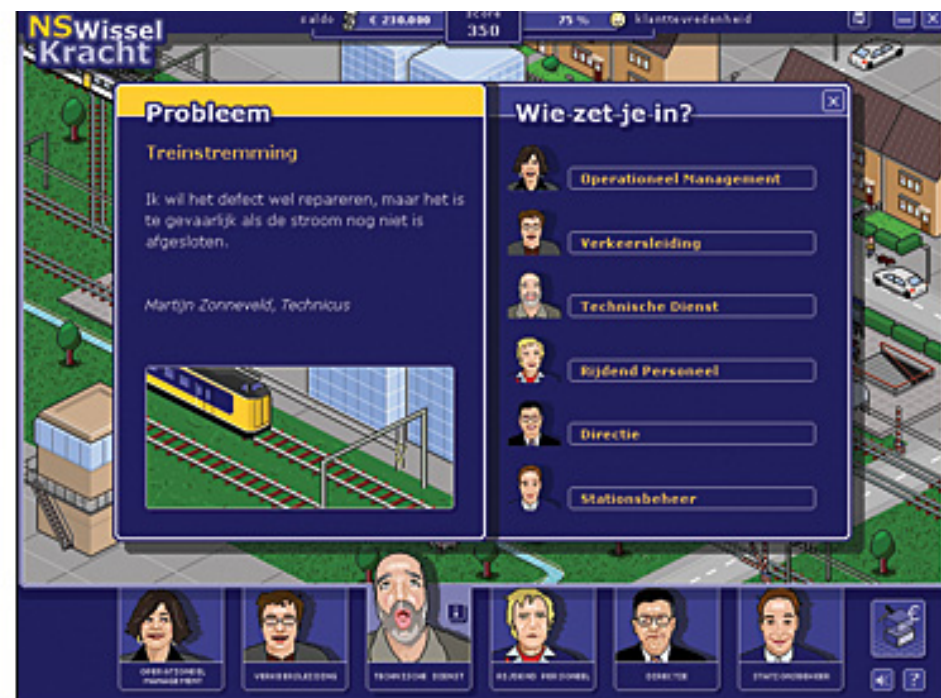 NSWissel
Kracht
saldo € 230.000 score 75 % klanttevredenheid
350
Probleem
Treinstremming
Ik wil het defect wel repareren, maar het is
te gevaarlijk als de stroom nog niet is
afgesloten.
Martijn Zonneveld, Technicus
Wie zet je in?
Operationeel Management
Verkeersleiding
Technische Dienst
Rijdend Personeel
Directie
Stationsbeheer
OPERATIONEEL
MANAGEMENT
VERKEERSLEIDING
TECHNISCHE DIENST
RIJDEND PERSONEEL
DIRECTIE
STATIONSBEHEER
?